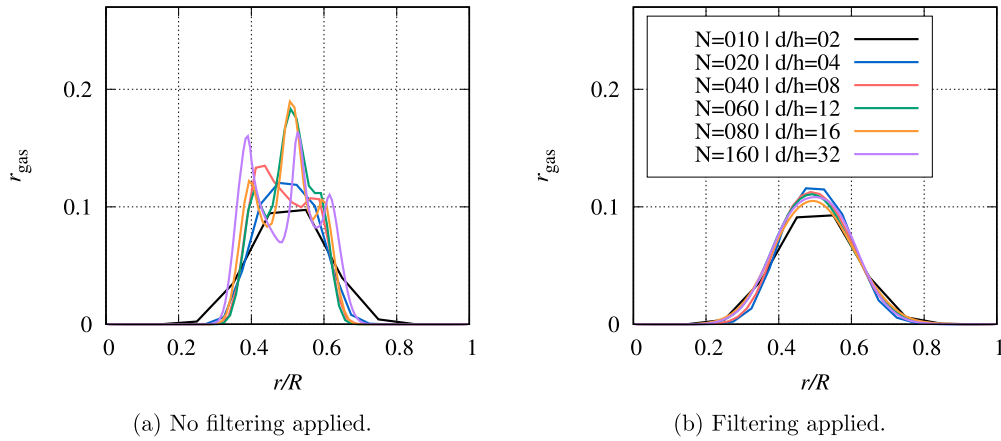 r_gas
0.2
0.1
0
0 0.2 0.4 0.6 0.8 1
r/R
(a) No filtering applied.
r_gas
0.2
0.1
0
N=010 | d/h=02
N=020 | d/h=04
N=040 | d/h=08
N=060 | d/h=12
N=080 | d/h=16
N=160 | d/h=32
0 0.2 0.4 0.6 0.8 1
r/R
(b) Filtering applied.